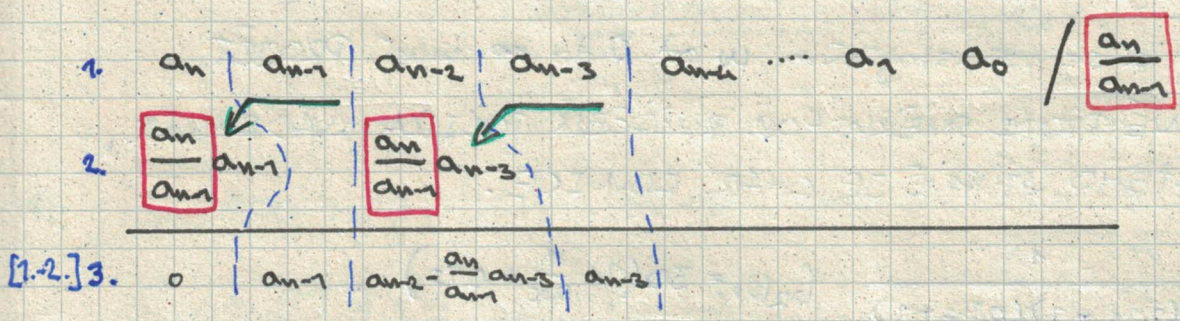 1. aₙ | aₙ₋₁ | aₙ₋₂ | aₙ₋₃ | aₙ₋₄ ···· a₁ a₀ / aₙ/aₙ₋₁
2. aₙ/aₙ₋₁ aₙ₋₁ | aₙ/aₙ₋₁ aₙ₋₃
[1.-2.] 3. 0 | aₙ₋₁ | aₙ₋₂ - aₙ/aₙ₋₁ aₙ₋₃ | aₙ₋₃ |